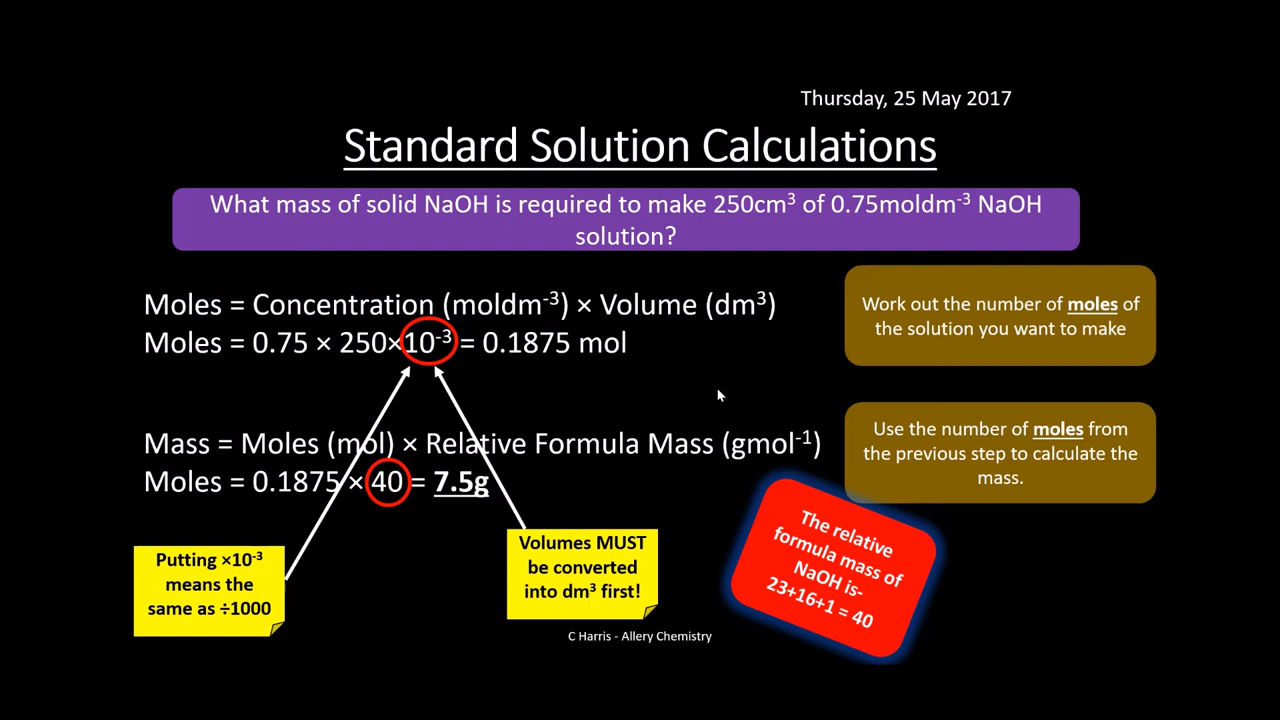 Thursday, 25 May 2017
Standard Solution Calculations
What mass of solid NaOH is required to make 250cm³ of 0.75moldm⁻³ NaOH
solution?
Moles = Concentration (moldm⁻³) × Volume (dm³)
Moles = 0.75 × 250×10⁻³ = 0.1875 mol
Work out the number of moles of
the solution you want to make
Mass = Moles (mol) × Relative Formula Mass (gmol⁻¹)
Moles = 0.1875 × 40 = 7.5g
Use the number of moles from
the previous step to calculate the
mass.
Putting ×10⁻³
means the
same as ÷1000
Volumes MUST
be converted
into dm³ first!
The relative
formula mass of
NaOH is-
23+16+1 = 40
C Harris - Allery Chemistry